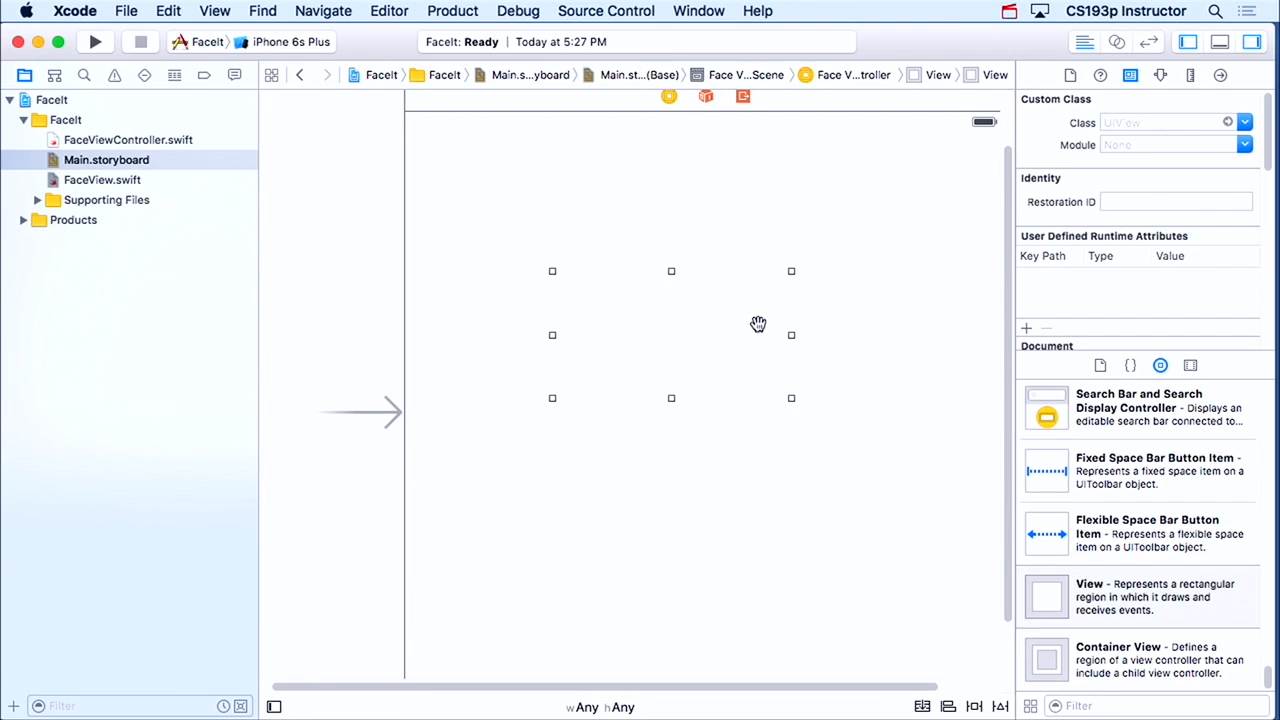 Xcode File Edit View Find Navigate Editor Product Debug Source Control Window Help CS193p Instructor
FaceIt iPhone 6s Plus FaceIt: Ready Today at 5:27 PM
FaceIt FaceIt Main.s...yboard Main.st...(Base) Face V...Scene Face V...troller View View
FaceIt
FaceIt
FaceViewController.swift
Main.storyboard
FaceView.swift
Supporting Files
Products
Custom Class
Class UIView
Module None
Identity
Restoration ID
User Defined Runtime Attributes
Key Path Type Value
Document
Search Bar and Search
Display Controller - Displays an
editable search bar connected to...
Fixed Space Bar Button Item -
Represents a fixed space item on a
UIToolbar object.
Flexible Space Bar Button
Item - Represents a flexible space
item on a UIToolbar object.
View - Represents a rectangular
region in which it draws and
receives events.
Container View - Defines a
region of a view controller that can
include a child view controller.
Filter
wAny hAny
Filter